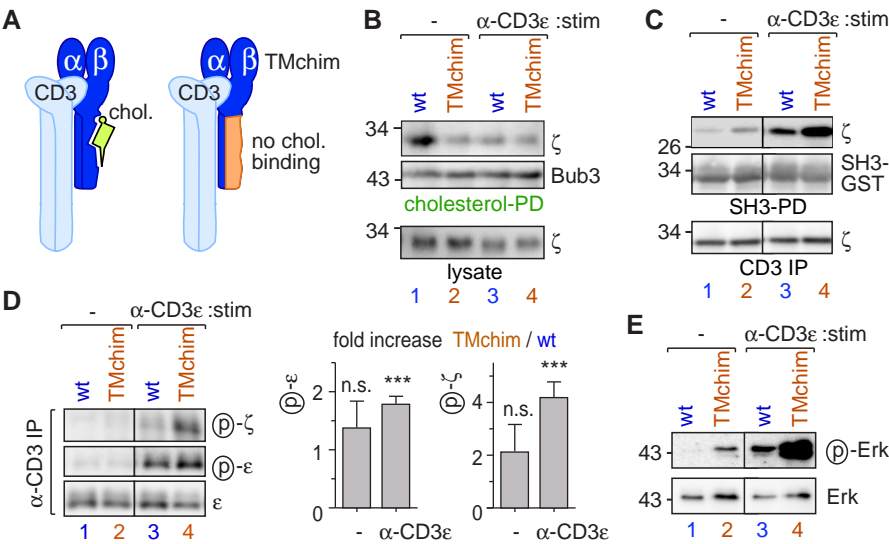 A
α β
α β
TMchim
CD3
CD3
chol.
no chol.
binding
B
- α-CD3ε :stim
wt TMchim wt TMchim
34 ζ
43 Bub3
cholesterol-PD
34 ζ
lysate
1 2 3 4
C
- α-CD3ε :stim
wt TMchim wt TMchim
26 ζ
34 SH3-
GST
SH3-PD
34 ζ
CD3 IP
1 2 3 4
D
- α-CD3ε :stim
wt TMchim wt TMchim
α-CD3 IP
ⓟ-ζ
ⓟ-ε
ε
1 2 3 4
fold increase TMchim / wt
ⓟ-ε
2
1
0
n.s. ***
- α-CD3ε
ⓟ-ζ
4
2
0
n.s. ***
- α-CD3ε
E
- α-CD3ε :stim
wt TMchim wt TMchim
43 ⓟ-Erk
43 Erk
1 2 3 4